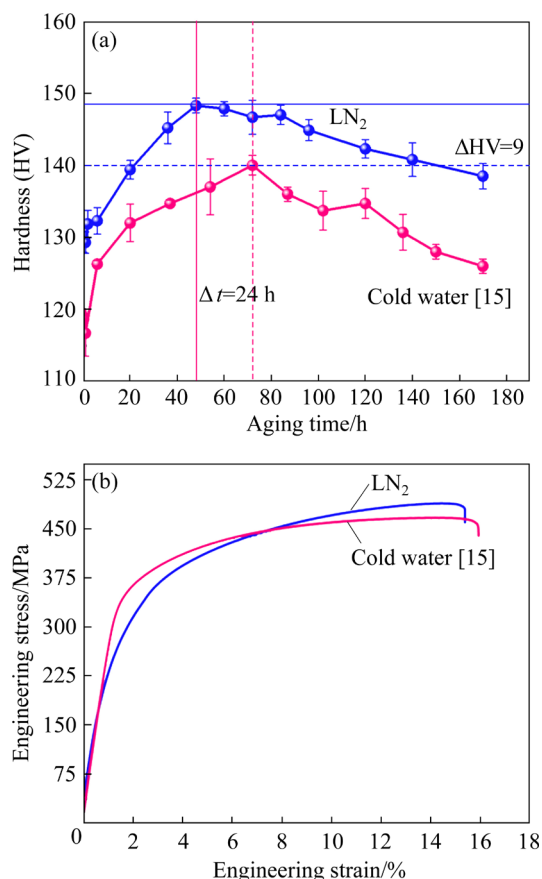 (a)
160
150
140
130
120
110
Hardness (HV)
LN₂
ΔHV=9
Δt=24 h
Cold water [15]
0 20 40 60 80 100 120 140 160 180
Aging time/h
(b)
525
450
375
300
225
150
75
Engineering stress/MPa
LN₂
Cold water [15]
0 2 4 6 8 10 12 14 16 18
Engineering strain/%